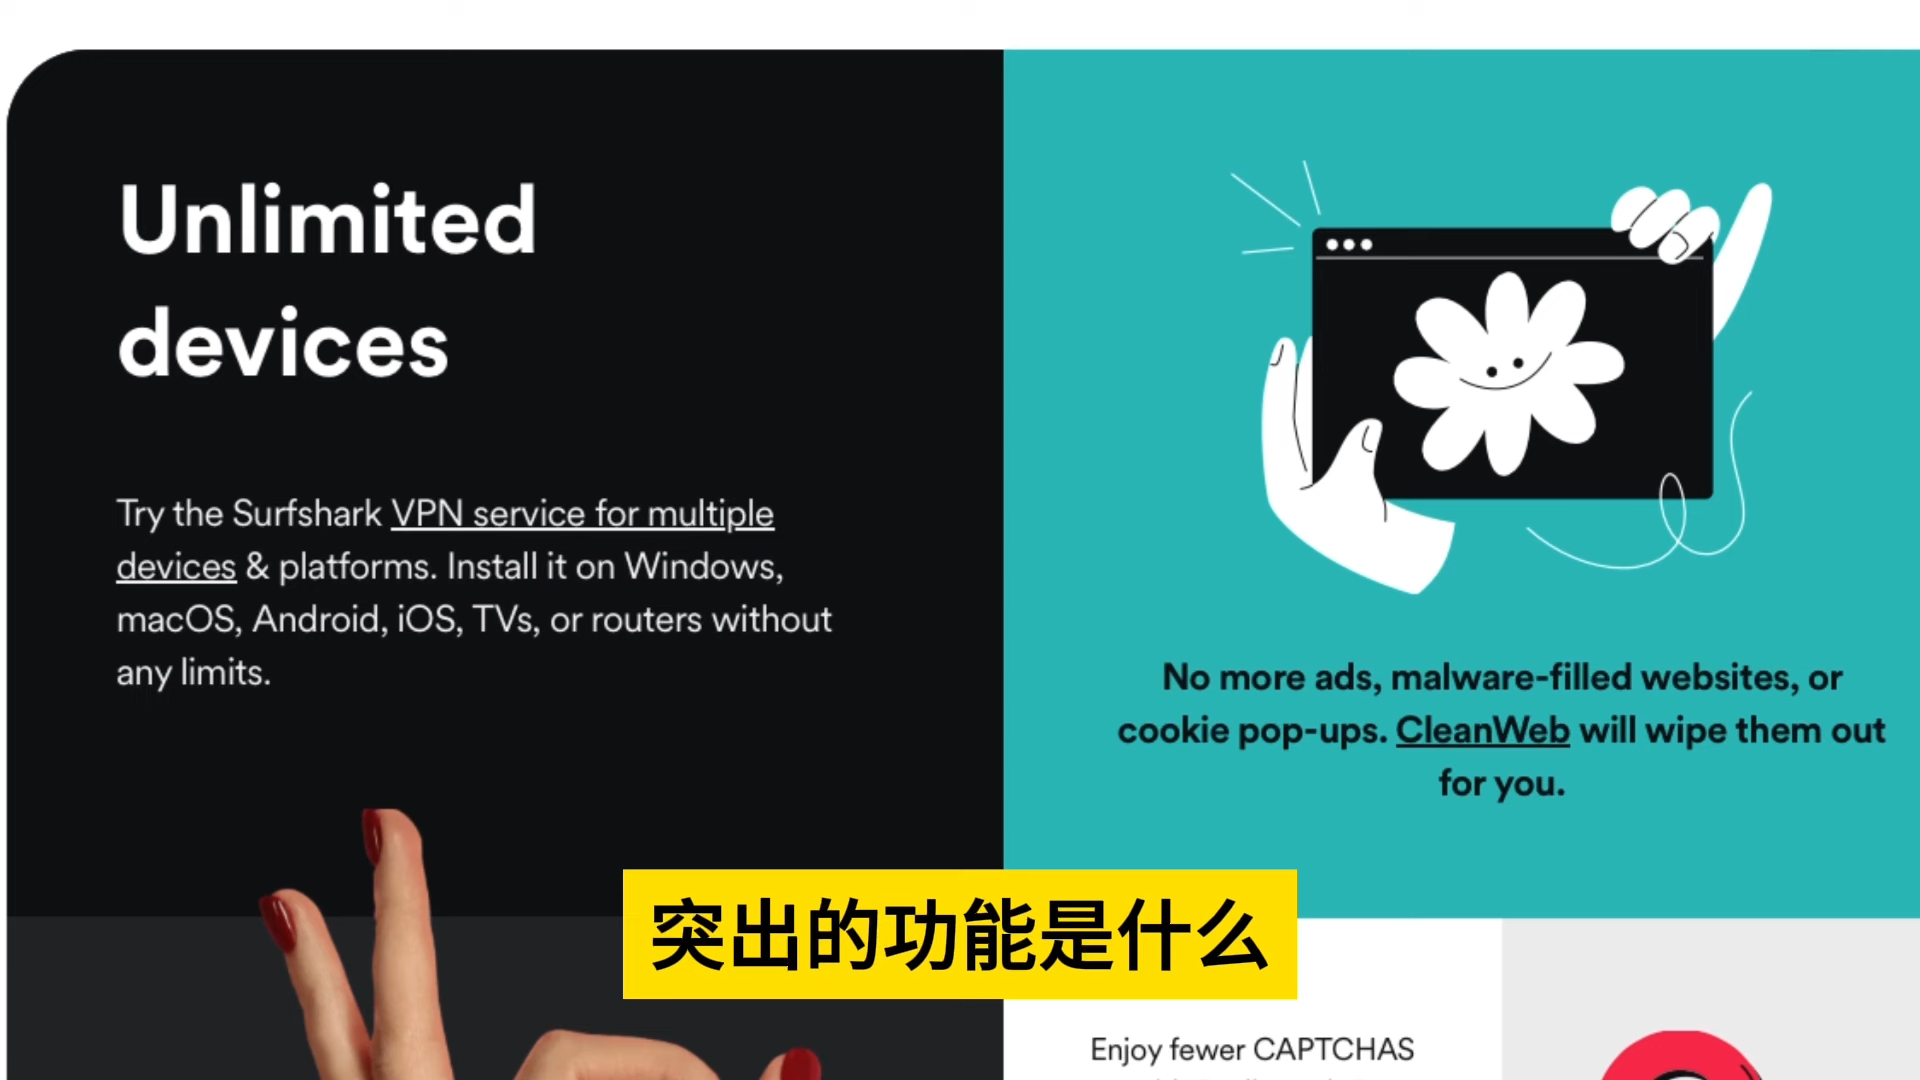 Unlimited
devices
Try the Surfshark VPN service for multiple
devices & platforms. Install it on Windows,
macOS, Android, iOS, TVs, or routers without
any limits.
No more ads, malware-filled websites, or
cookie pop-ups. CleanWeb will wipe them out
for you.
突出的功能是什么
Enjoy fewer CAPTCHAS